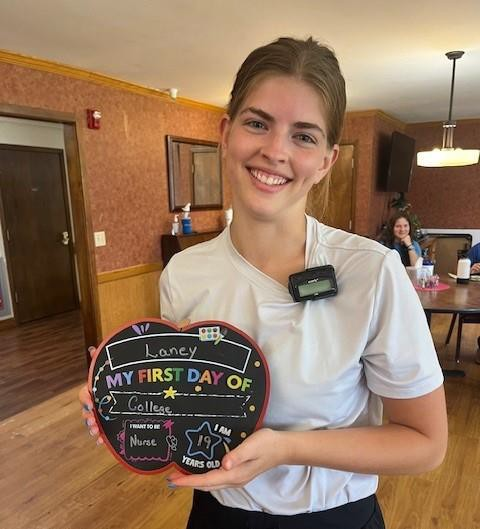 Laney
MY FIRST DAY OF
College
I WANT TO BE
Nurse
I AM
19
YEARS OLD